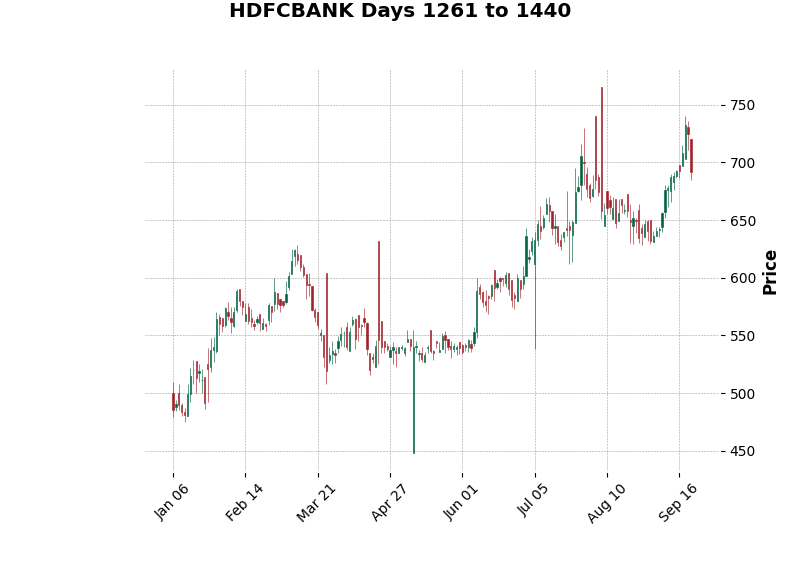 HDFCBANK Days 1261 to 1440
750
700
650
600
550
500
450
Price
Jan 06
Feb 14
Mar 21
Apr 27
Jun 01
Jul 05
Aug 10
Sep 16